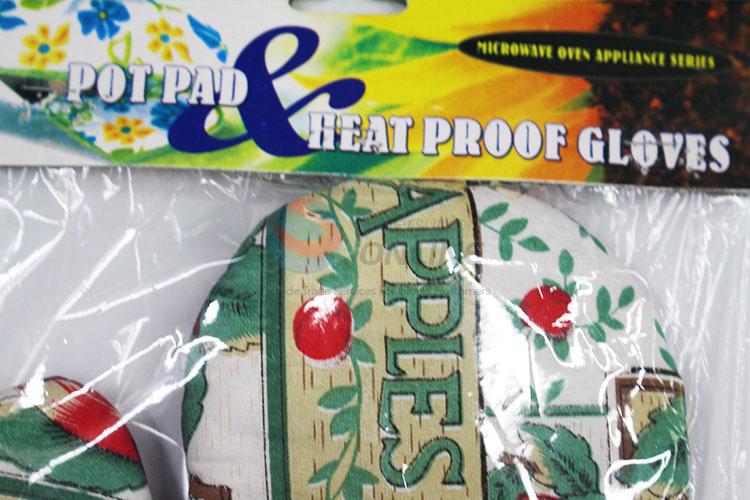 MICROWAVE OVEN APPLIANCE SERIES
POT PAD
&
HEAT PROOF GLOVES
APPLES